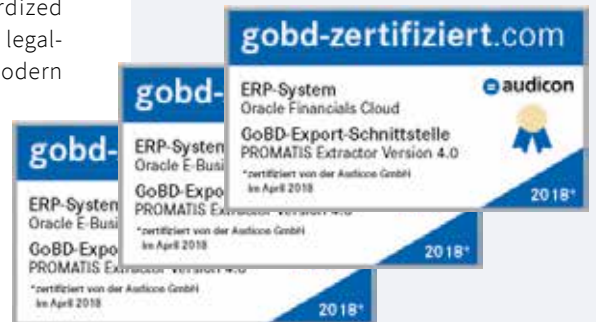 rdized
legal-
odern
gobd-zertifiziert.com
ERP-System
Oracle Financials Cloud
GoBD-Export-Schnittstelle
PROMATIS Extractor Version 4.0
*zertifiziert von der Audicon GmbH
im April 2018
audicon
2018*
gobd-
ERP-System
Oracle E-Busi
GoBD-Expo
PROMATIS Extractor Version 4.0
*zertifiziert von der Audicon GmbH
im April 2018
2018*
gobd-
ERP-System
Oracle E-Busi
GoBD-Expo
PROMATIS Extractor Version 4.0
*zertifiziert von der Audicon GmbH
im April 2018
2018*